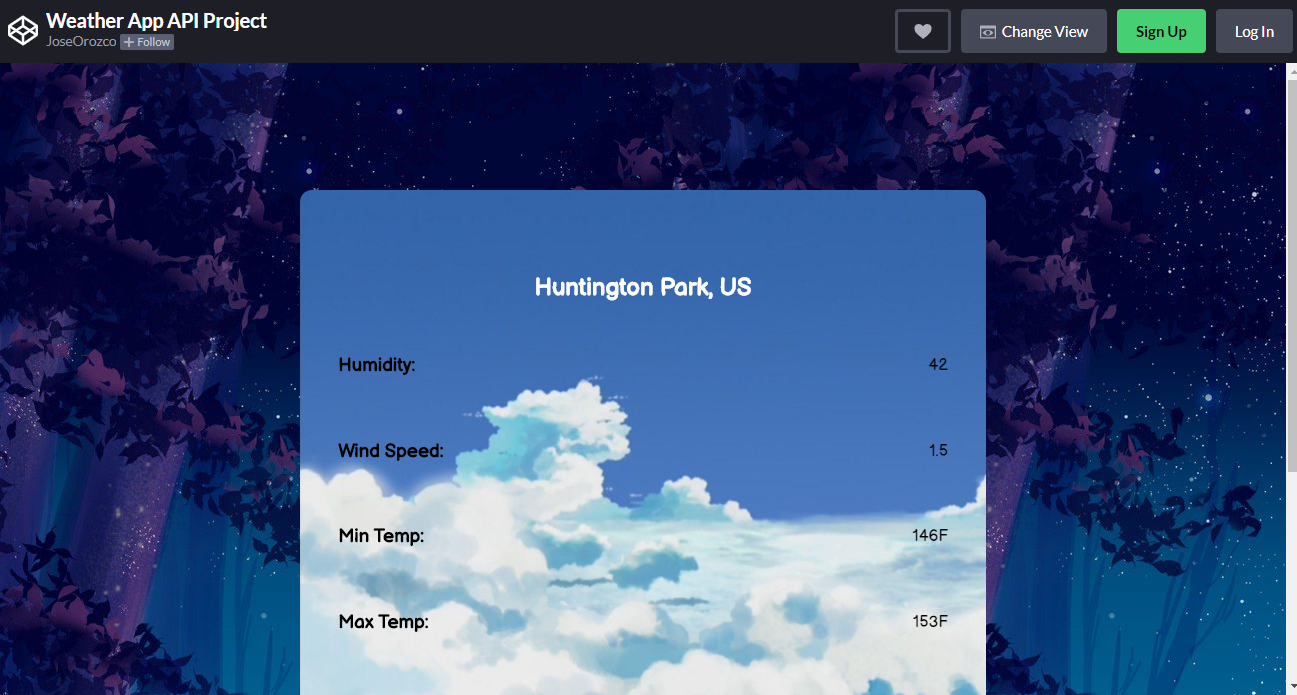 Weather App API Project
JoseOrozco + Follow
Change View
Sign Up
Log In
Huntington Park, US
Humidity: 42
Wind Speed: 1.5
Min Temp: 146F
Max Temp: 153F